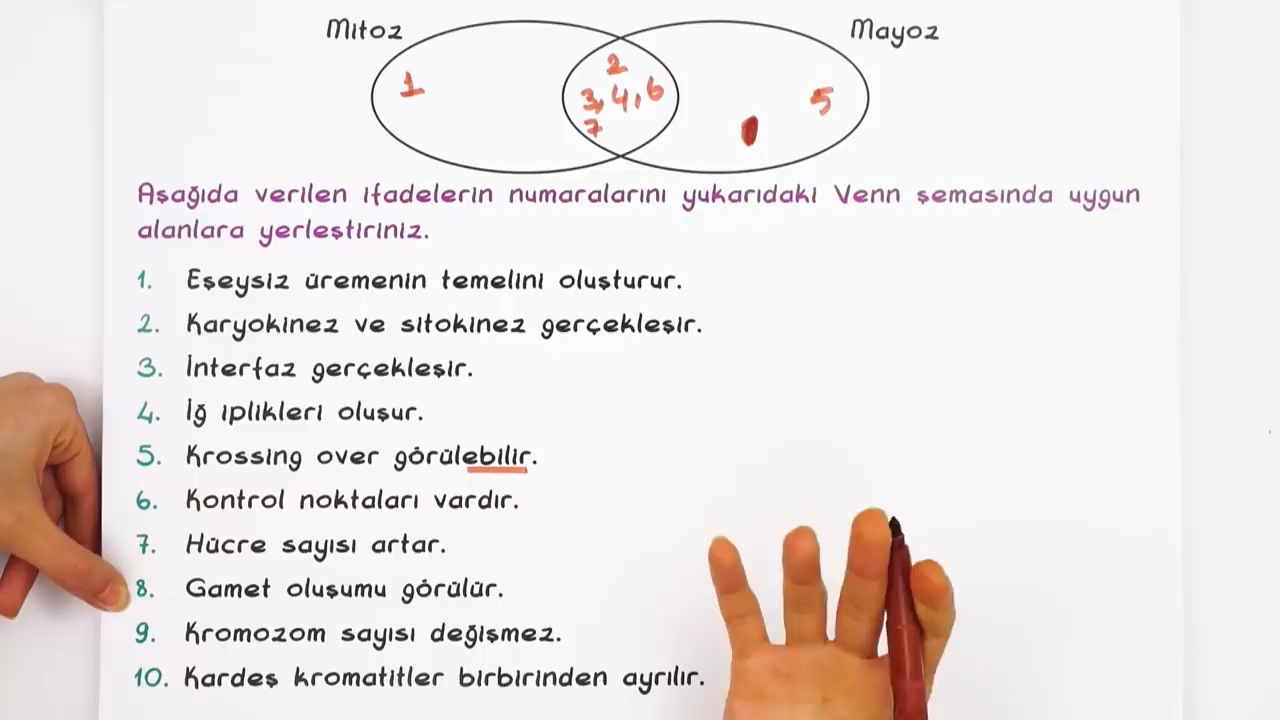 Mitoz
Mayoz
1
2
3, 4, 6
7
5
Aşağıda verilen ifadelerin numaralarını yukarıdaki Venn şemasında uygun
alanlara yerleştiriniz.
1. Eşeysiz üremenin temelini oluşturur.
2. Karyokinez ve sitokinez gerçekleşir.
3. İnterfaz gerçekleşir.
4. İğ iplikleri oluşur.
5. Krossing over görülebilir.
6. Kontrol noktaları vardır.
7. Hücre sayısı artar.
8. Gamet oluşumu görülür.
9. Kromozom sayısı değişmez.
10. Kardeş kromatitler birbirinden ayrılır.